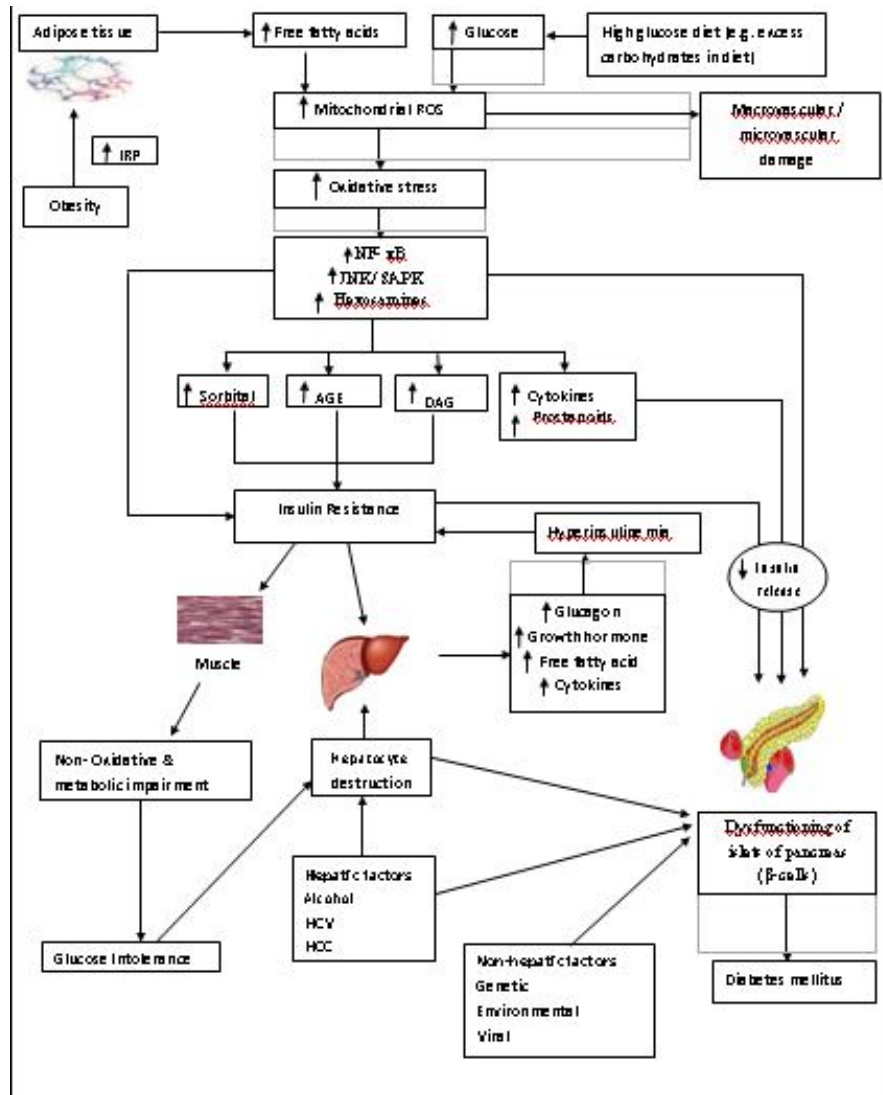 Adipose tissue
↑ Free fatty acids
↑ Glucose
High glucose diet (e.g. excess
carbohydrates in diet)
↑ Mitochondrial ROS
Macrovascular /
microvascular
damage
↑ IRP
Obesity
↑ Oxidative stress
↑ NF-κB
↑ JNK/ SAPK
↑ Hexosamines
↑ Sorbital
↑ AGE
↑ DAG
↑ Cytokines
↑ Prostanoids
Insulin Resistance
Hyperinsulinemia
↓ Insulin
release
↑ Glucagon
↑ Growth hormone
↑ Free fatty acid
↑ Cytokines
Muscle
Non- Oxidative &
metabolic impairment
Hepatocyte
destruction
Dysfunctioning of
islets of pancreas
(β-cells)
Hepatic factors
Alcohol
HCV
HCC
Glucose Intolerance
Non-hepatic factors
Genetic
Environmental
Viral
Diabetes mellitus